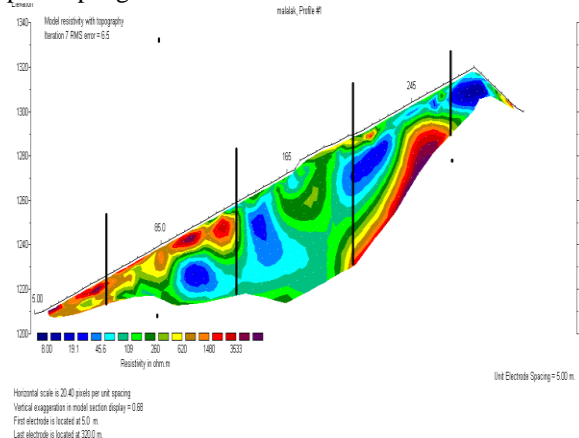 Elevation
malalak, Profile #1
Model resistivity with topography
Iteration 7 RMS error = 6.5
1340
1320
1300
1280
1260
1240
1220
1200
245
165
85.0
5.00
8.00 19.1 45.6 109 260 620 1480 3533
Resistivity in ohm.m
Unit Electrode Spacing = 5.00 m.
Horizontal scale is 20.40 pixels per unit spacing
Vertical exaggeration in model section display = 0.68
First electrode is located at 5.0 m.
Last electrode is located at 320.0 m.